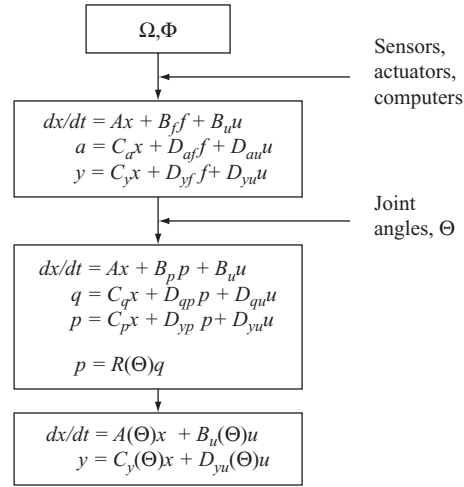 Ω,Φ
Sensors,
actuators,
computers
dx/dt = Ax + B_f f + B_u u
a = C_a x + D_af f + D_au u
y = C_y x + D_yf f+ D_yu u
Joint
angles, Θ
dx/dt = Ax + B_p p + B_u u
q = C_q x + D_qp p + D_qu u
p = C_p x + D_yp p+ D_yu u
p = R(Θ)q
dx/dt = A(Θ)x + B_u(Θ)u
y = C_y(Θ)x + D_yu(Θ)u